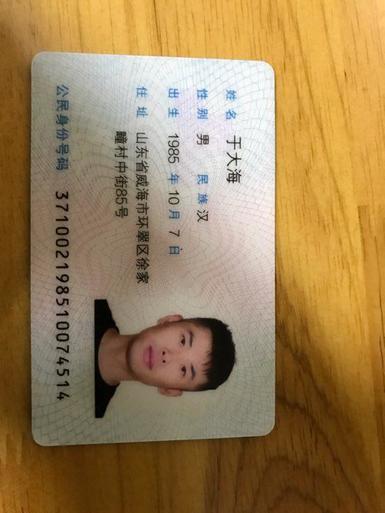 姓名 于大海
性别 男 民族 汉
出生 1985 年 10 月 7 日
住址 山东省威海市环翠区徐家
疃村中街85号
公民身份号码 371002198510074514